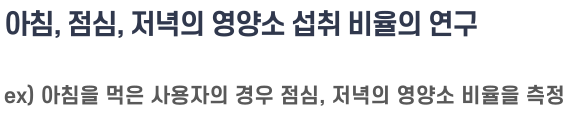 아침, 점심, 저녁의 영양소 섭취 비율의 연구
ex) 아침을 먹은 사용자의 경우 점심, 저녁의 영양소 비율을 측정